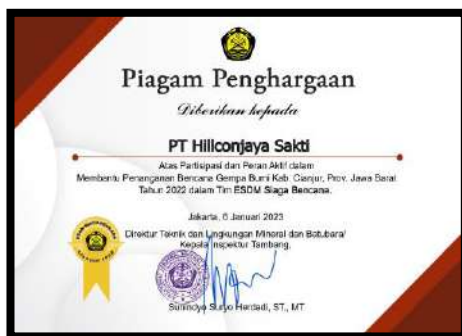 Piagam Penghargaan
Diberikan kepada
PT Hillconjaya Sakti
Atas Partisipasi dan Peran Aktif dalam
Membantu Penanganan Bencana Gempa Bumi Kab. Cianjur, Prov. Jawa Barat
Tahun 2022 dalam Tim ESDM Siaga Bencana.
Jakarta, 6 Januari 2023
Direktur Teknik dan Lingkungan Mineral dan Batubara/
Kepala Inspektur Tambang,
Sunindyo Suryo Herdadi, ST., MT